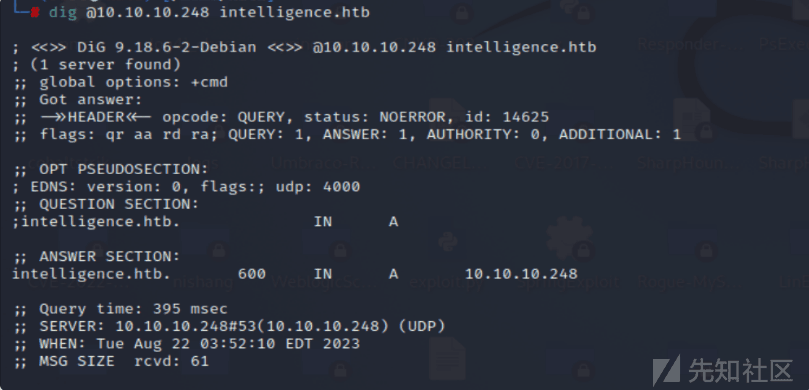 └─# dig @10.10.10.248 intelligence.htb
; <<>> DiG 9.18.6-2-Debian <<>> @10.10.10.248 intelligence.htb
; (1 server found)
;; global options: +cmd
;; Got answer:
;; ->>HEADER<<- opcode: QUERY, status: NOERROR, id: 14625
;; flags: qr aa rd ra; QUERY: 1, ANSWER: 1, AUTHORITY: 0, ADDITIONAL: 1
;; OPT PSEUDOSECTION:
; EDNS: version: 0, flags:; udp: 4000
;; QUESTION SECTION:
;intelligence.htb. IN A
;; ANSWER SECTION:
intelligence.htb. 600 IN A 10.10.10.248
;; Query time: 395 msec
;; SERVER: 10.10.10.248#53(10.10.10.248) (UDP)
;; WHEN: Tue Aug 22 03:52:10 EDT 2023
;; MSG SIZE rcvd: 61
先知社区